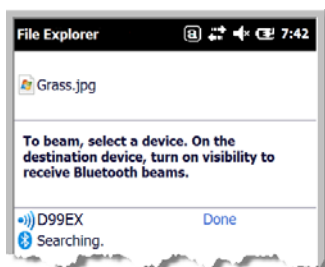 File Explorer a 7:42
Grass.jpg
To beam, select a device. On the
destination device, turn on visibility to
receive Bluetooth beams.
D99EX Done
Searching.